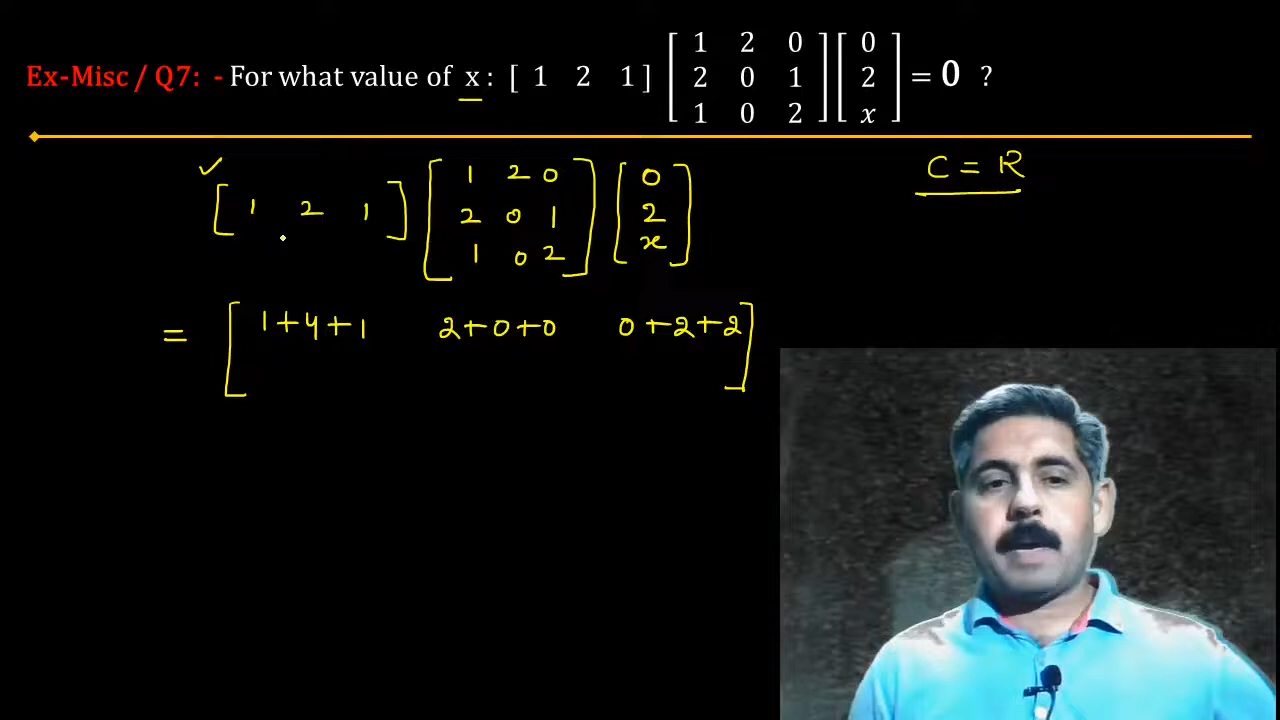 Ex-Misc / Q7: - For what value of x : [ 1 2 1 ] [ 1 2 0 ] [ 0 ] = 0 ?
[ 2 0 1 ] [ 2 ]
[ 1 0 2 ] [ x ]
C = R
✓
[ 1 2 1 ] [ 1 2 0 ] [ 0 ]
[ 2 0 1 ] [ 2 ]
[ 1 0 2 ] [ x ]
= [ 1+4+1 2+0+0 0+2+2 ]